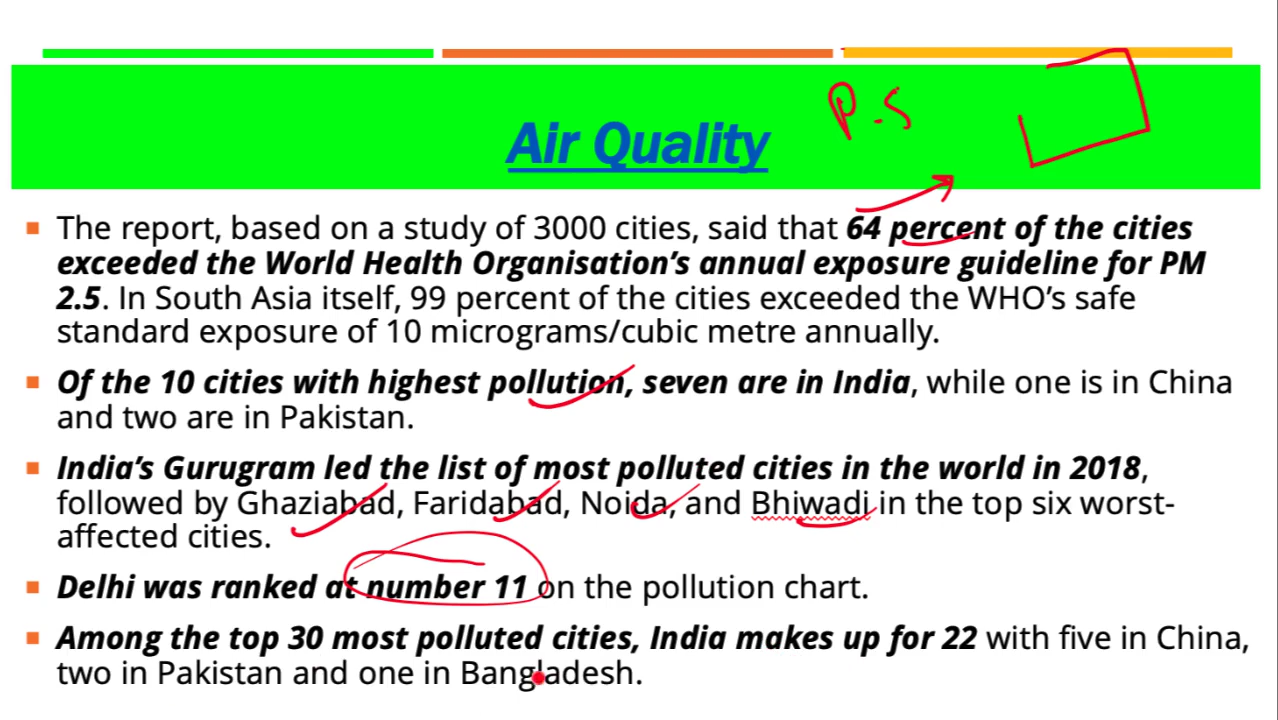 P.S
Air Quality
The report, based on a study of 3000 cities, said that 64 percent of the cities
exceeded the World Health Organisation's annual exposure guideline for PM
2.5. In South Asia itself, 99 percent of the cities exceeded the WHO's safe
standard exposure of 10 micrograms/cubic metre annually.
Of the 10 cities with highest pollution, seven are in India, while one is in China
and two are in Pakistan.
India's Gurugram led the list of most polluted cities in the world in 2018,
followed by Ghaziabad, Faridabad, Noida, and Bhiwadi in the top six worst-
affected cities.
Delhi was ranked at number 11 on the pollution chart.
Among the top 30 most polluted cities, India makes up for 22 with five in China,
two in Pakistan and one in Bangladesh.